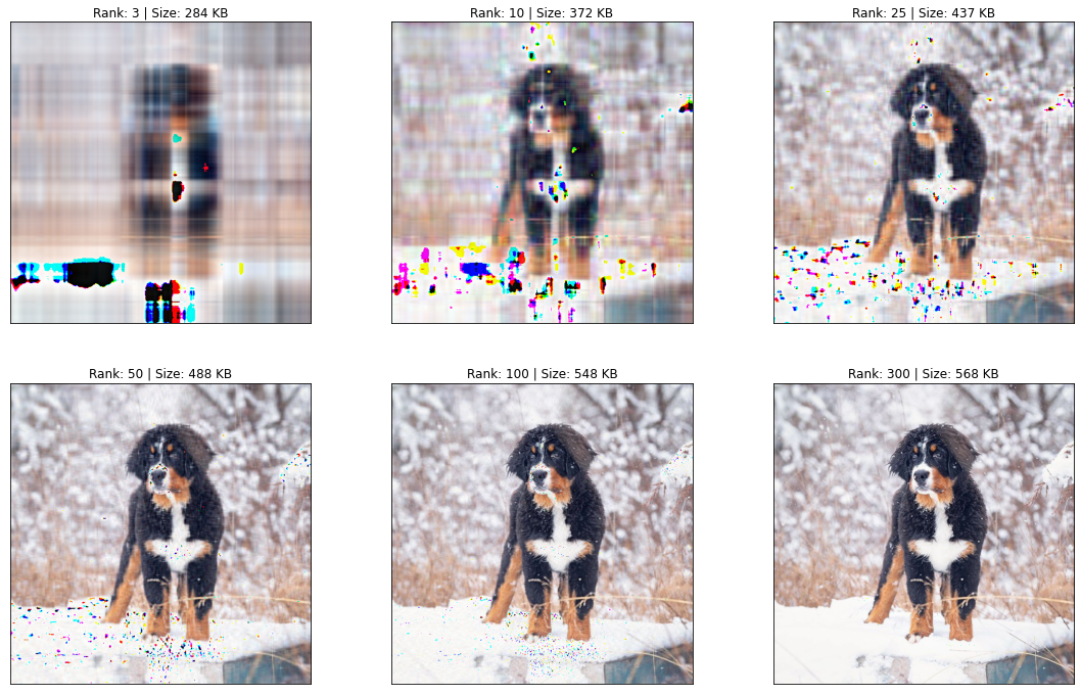 Rank: 3 | Size: 284 KB
Rank: 10 | Size: 372 KB
Rank: 25 | Size: 437 KB
Rank: 50 | Size: 488 KB
Rank: 100 | Size: 548 KB
Rank: 300 | Size: 568 KB